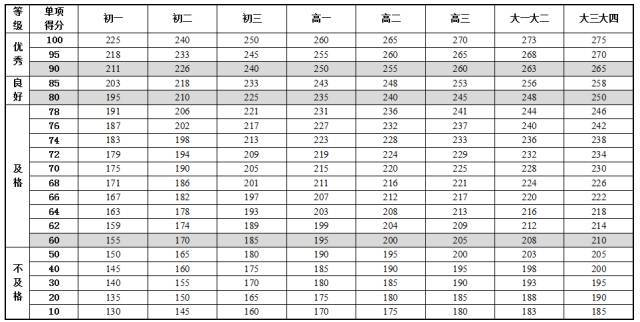 等级 单项得分 初一 初二 初三 高一 高二 高三 大一大二 大三大四
优秀 100 225 240 250 260 265 270 273 275
95 218 233 245 255 260 265 268 270
90 211 226 240 250 255 260 263 265
良好 85 203 218 233 243 248 253 256 258
80 195 210 225 235 240 245 248 250
及格 78 191 206 221 231 236 241 244 246
76 187 202 217 227 232 237 240 242
74 183 198 213 223 228 233 236 238
72 179 194 209 219 224 229 232 234
70 175 190 205 215 220 225 228 230
68 171 186 201 211 216 221 224 226
66 167 182 197 207 212 217 220 222
64 163 178 193 203 208 213 216 218
62 159 174 189 199 204 209 212 214
60 155 170 185 195 200 205 208 210
不及格 50 150 165 180 190 195 200 203 205
40 145 160 175 185 190 195 198 200
30 140 155 170 180 185 190 193 195
20 135 150 165 175 180 185 188 190
10 130 145 160 170 175 180 183 185